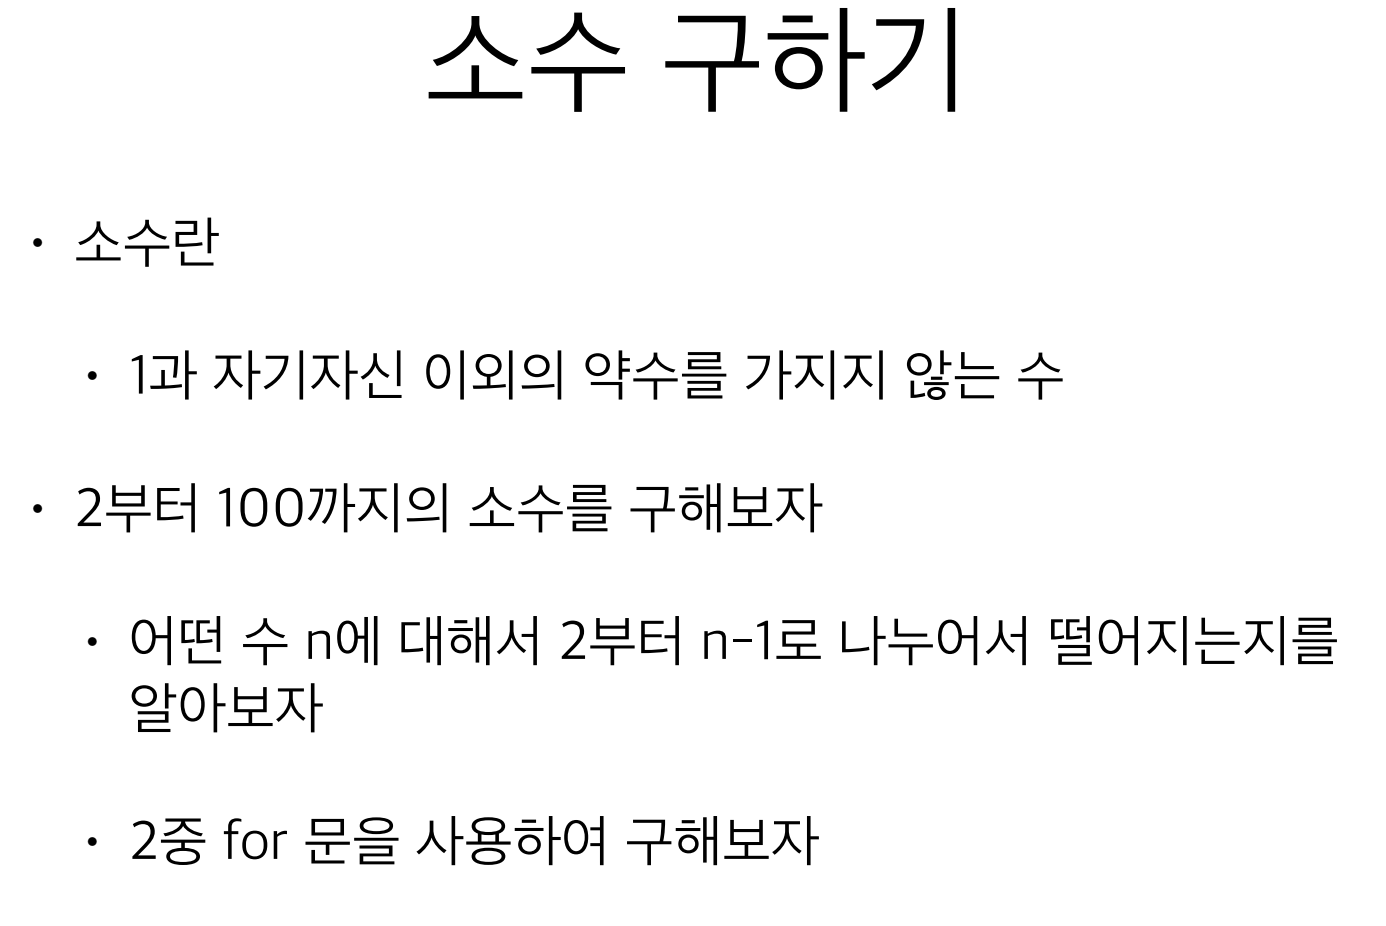 소수 구하기
• 소수란
• 1과 자기자신 이외의 약수를 가지지 않는 수
• 2부터 100까지의 소수를 구해보자
• 어떤 수 n에 대해서 2부터 n-1로 나누어서 떨어지는지를
알아보자
• 2중 for 문을 사용하여 구해보자